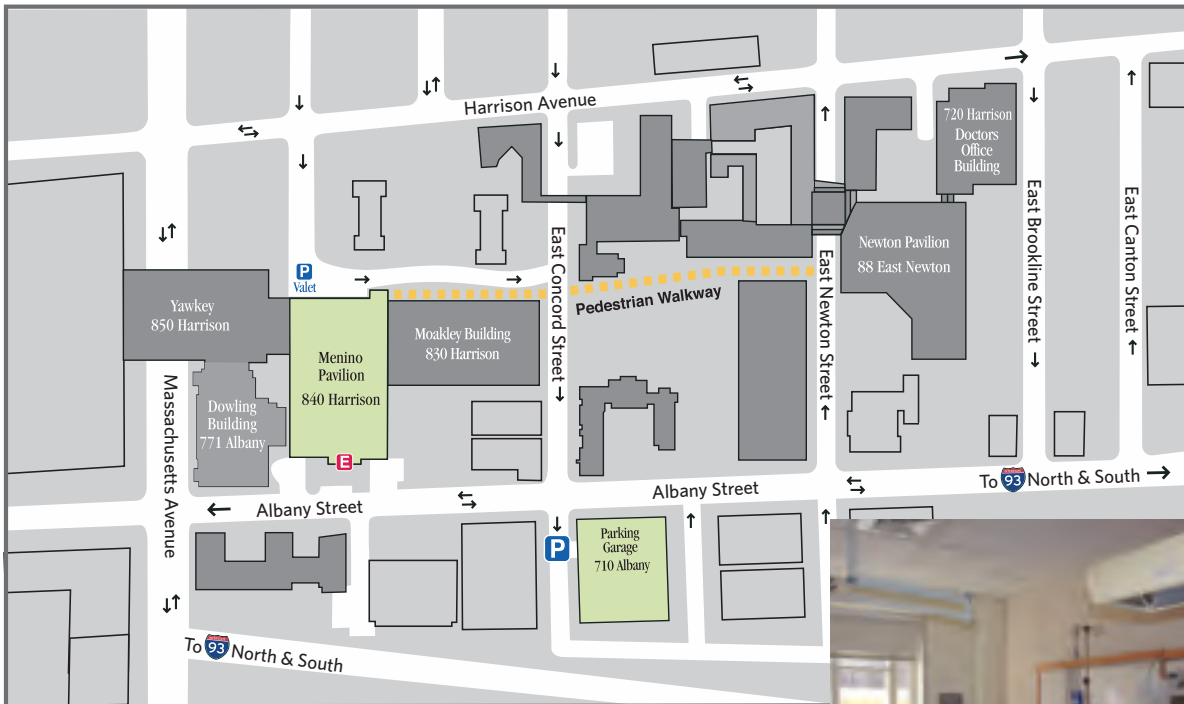 Harrison Avenue
720 Harrison
Doctors
Office
Building
East Concord Street
East Newton Street
East Brookline Street
East Canton Street
Newton Pavilion
88 East Newton
P
Valet
Pedestrian Walkway
Yawkey
850 Harrison
Moakley Building
830 Harrison
Menino
Pavilion
840 Harrison
Dowling
Building
771 Albany
Massachusetts Avenue
E
Albany Street
Albany Street
To 93 North & South
P
Parking
Garage
710 Albany
To 93 North & South